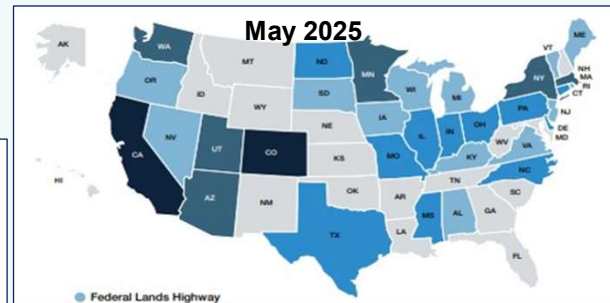 May 2025
AK
WA
MT
ND
MN
VT
ME
OR
ID
SD
WI
MI
NY
NH
MA
RI
CT
WY
IA
PA
NJ
NV
NE
IL
IN
OH
DE
MD
CA
UT
CO
KS
MO
KY
WV
VA
HI
AZ
NM
OK
AR
TN
NC
SC
TX
LA
MS
AL
GA
FL
Federal Lands Highway